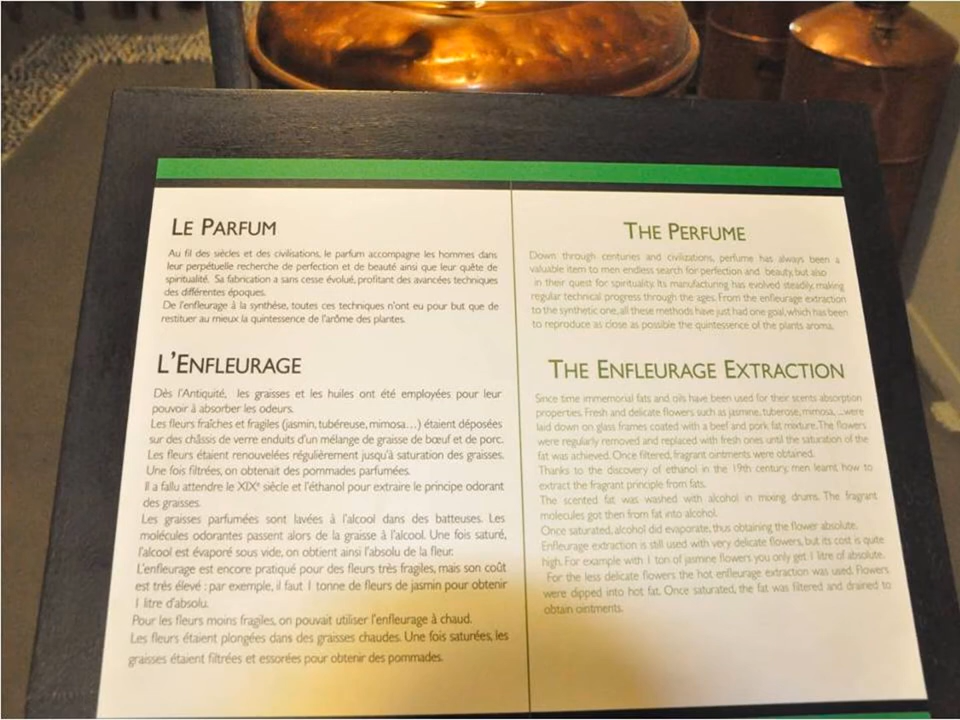 LE PARFUM
Au fil des siècles et des civilisations, le parfum accompagne les hommes dans
leur perpétuelle recherche de perfection et de beauté ainsi que leur quête de
spiritualité. Sa fabrication a sans cesse évolué, profitant des avancées techniques
des différentes époques.
De l'enfleurage à la synthèse, toutes ces techniques n'ont eu pour but que de
restituer au mieux la quintessence de l'arôme des plantes.
L'ENFLEURAGE
Dès l'Antiquité, les graisses et les huiles ont été employées pour leur
pouvoir à absorber les odeurs.
Les fleurs fraîches et fragiles (jasmin, tubéreuse, mimosa…) étaient déposées
sur des châssis de verre enduits d'un mélange de graisse de bœuf et de porc.
Les fleurs étaient renouvelées régulièrement jusqu'à saturation des graisses.
Une fois filtrées, on obtenait des pommades parfumées.
Il a fallu attendre le XIXe siècle et l'éthanol pour extraire le principe odorant
des graisses.
Les graisses parfumées sont lavées à l'alcool dans des batteuses. Les
molécules odorantes passent alors de la graisse à l'alcool. Une fois saturé,
l'alcool est évaporé sous vide, on obtient ainsi l'absolu de la fleur.
L'enfleurage est encore pratiqué pour des fleurs très fragiles, mais son coût
est très élevé : par exemple, il faut 1 tonne de fleurs de jasmin pour obtenir
1 litre d'absolu.
Pour les fleurs moins fragiles, on pouvait utiliser l'enfleurage à chaud.
Les fleurs étaient plongées dans des graisses chaudes. Une fois saturées, les
graisses étaient filtrées et essorées pour obtenir des pommades.
THE PERFUME
Down through centuries and civilizations, perfume has always been a
valuable item to men endless search for perfection and beauty, but also
in their quest for spirituality. Its manufacturing has evolved steadily, making
regular technical progress through the ages. From the enfleurage extraction
to the synthetic one, all these methods have just had one goal, which has been
to reproduce as close as possible the quintessence of the plants aroma.
THE ENFLEURAGE EXTRACTION
Since time immemorial fats and oils have been used for their scents absorption
properties. Fresh and delicate flowers such as jasmine, tuberose, mimosa, ...were
laid down on glass frames coated with a beef and pork fat mixture. The flowers
were regularly removed and replaced with fresh ones until the saturation of the
fat was achieved. Once filtered, fragrant ointments were obtained.
Thanks to the discovery of ethanol in the 19th century, men learnt how to
extract the fragrant principle from fats.
The scented fat was washed with alcohol in mixing drums. The fragrant
molecules got then from fat into alcohol.
Once saturated, alcohol did evaporate, thus obtaining the flower absolute.
Enfleurage extraction is still used with very delicate flowers, but its cost is quite
high. For example with 1 ton of jasmine flowers you only get 1 litre of absolute.
For the less delicate flowers the hot enfleurage extraction was used. Flowers
were dipped into hot fat. Once saturated, the fat was filtered and drained to
obtain ointments.